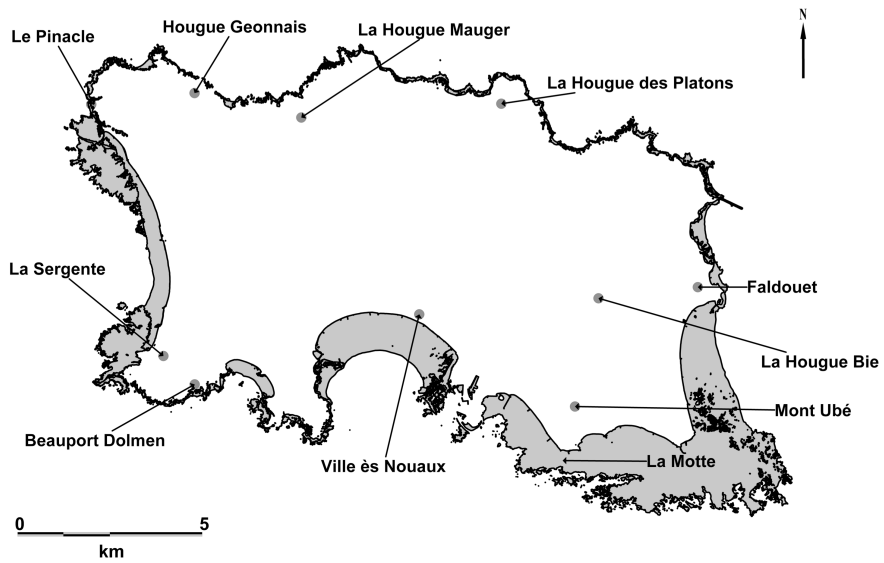 N
Hougue Geonnais
La Hougue Mauger
Le Pinacle
La Hougue des Platons
La Sergente
Faldouet
La Hougue Bie
Mont Ubé
Beauport Dolmen
La Motte
Ville ès Nouaux
0 5
km